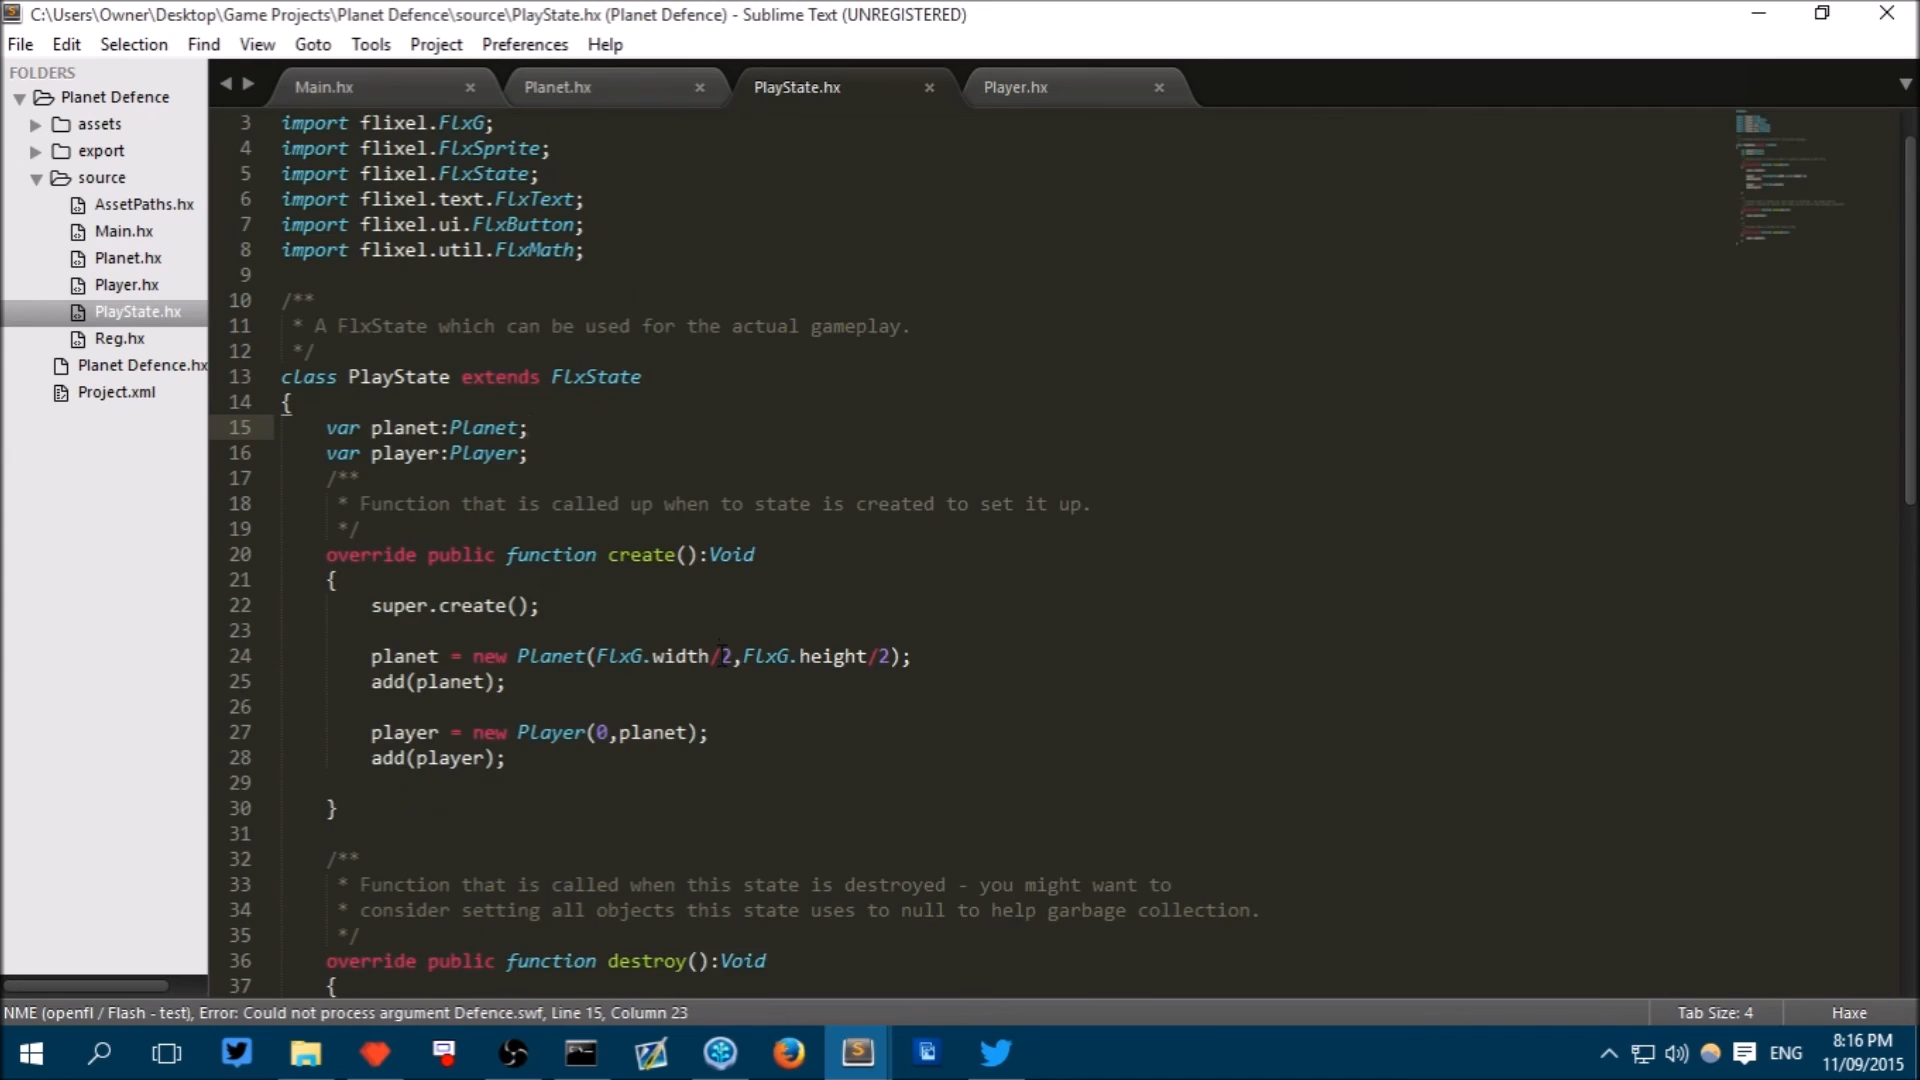 C:\Users\Owner\Desktop\Game Projects\Planet Defence\source\PlayState.hx (Planet Defence) - Sublime Text (UNREGISTERED)
File Edit Selection Find View Goto Tools Project Preferences Help
FOLDERS
Planet Defence
assets
export
source
AssetPaths.hx
Main.hx
Planet.hx
Player.hx
PlayState.hx
Reg.hx
Planet Defence.hx
Project.xml
Main.hx Planet.hx PlayState.hx Player.hx
3 import flixel.FlxG;
4 import flixel.FlxSprite;
5 import flixel.FlxState;
6 import flixel.text.FlxText;
7 import flixel.ui.FlxButton;
8 import flixel.util.FlxMath;
9
10 /**
11  * A FlxState which can be used for the actual gameplay.
12  */
13 class PlayState extends FlxState
14 {
15     var planet:Planet;
16     var player:Player;
17     /**
18      * Function that is called up when to state is created to set it up.
19      */
20     override public function create():Void
21     {
22         super.create();
23
24         planet = new Planet(FlxG.width/2,FlxG.height/2);
25         add(planet);
26
27         player = new Player(0,planet);
28         add(player);
29
30     }
31
32     /**
33      * Function that is called when this state is destroyed - you might want to
34      * consider setting all objects this state uses to null to help garbage collection.
35      */
36     override public function destroy():Void
37     {
NME (openfl / Flash - test), Error: Could not process argument Defence.swf, Line 15, Column 23
Tab Size: 4
Haxe
ENG
8:16 PM
11/09/2015